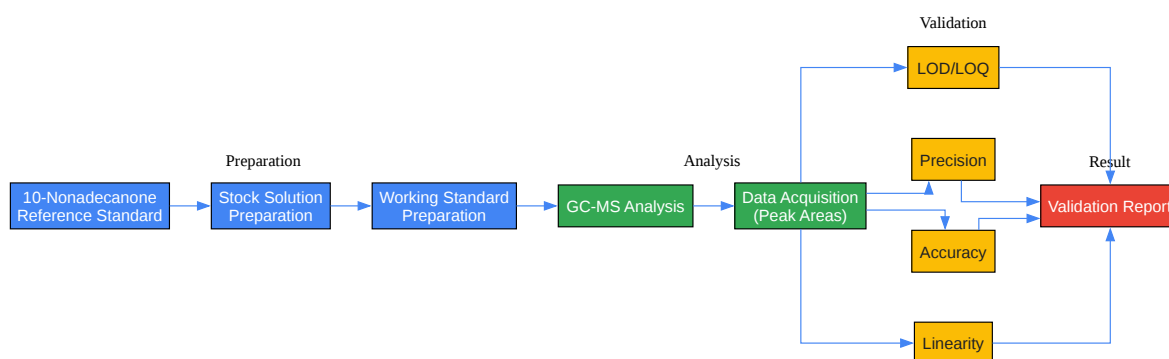 Preparation
10-Nonadecanone
Reference Standard
Stock Solution
Preparation
Working Standard
Preparation
Analysis
GC-MS Analysis
Data Acquisition
(Peak Areas)
Validation
LOD/LOQ
Precision
Accuracy
Linearity
Result
Validation Report